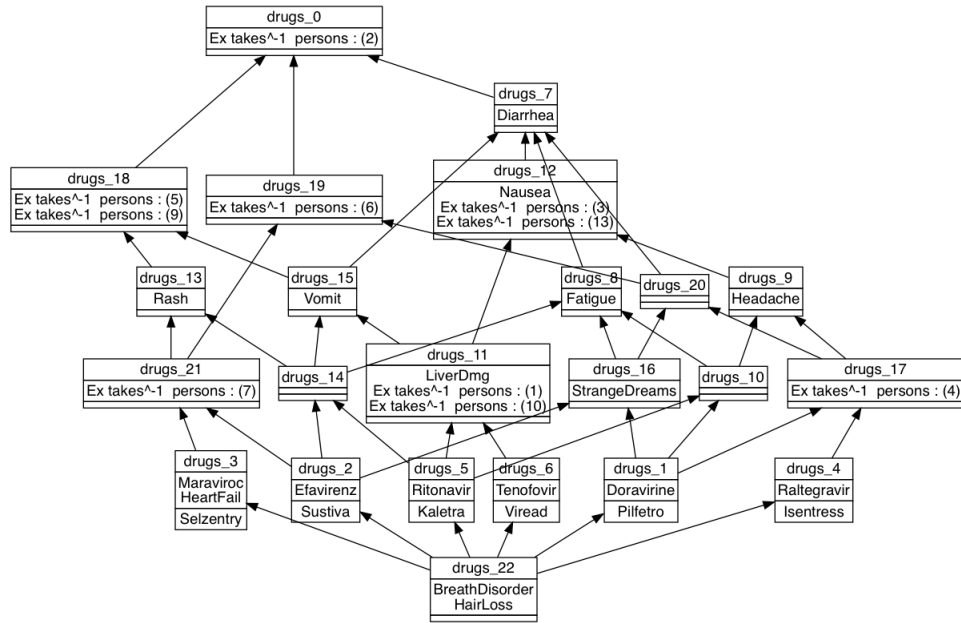 drugs_0
Ex takes^-1 persons : (2)
drugs_7
Diarrhea
drugs_18
Ex takes^-1 persons : (5)
Ex takes^-1 persons : (9)
drugs_19
Ex takes^-1 persons : (6)
drugs_12
Nausea
Ex takes^-1 persons : (3)
Ex takes^-1 persons : (13)
drugs_13
Rash
drugs_15
Vomit
drugs_8
Fatigue
drugs_20
drugs_9
Headache
drugs_21
Ex takes^-1 persons : (7)
drugs_14
drugs_11
LiverDmg
Ex takes^-1 persons : (1)
Ex takes^-1 persons : (10)
drugs_16
StrangeDreams
drugs_10
drugs_17
Ex takes^-1 persons : (4)
drugs_3
Maraviroc
HeartFail
Selzentry
drugs_2
Efavirenz
Sustiva
drugs_5
Ritonavir
Kaletra
drugs_6
Tenofovir
Viread
drugs_1
Doravirine
Pilfetro
drugs_4
Raltegravir
Isentress
drugs_22
BreathDisorder
HairLoss